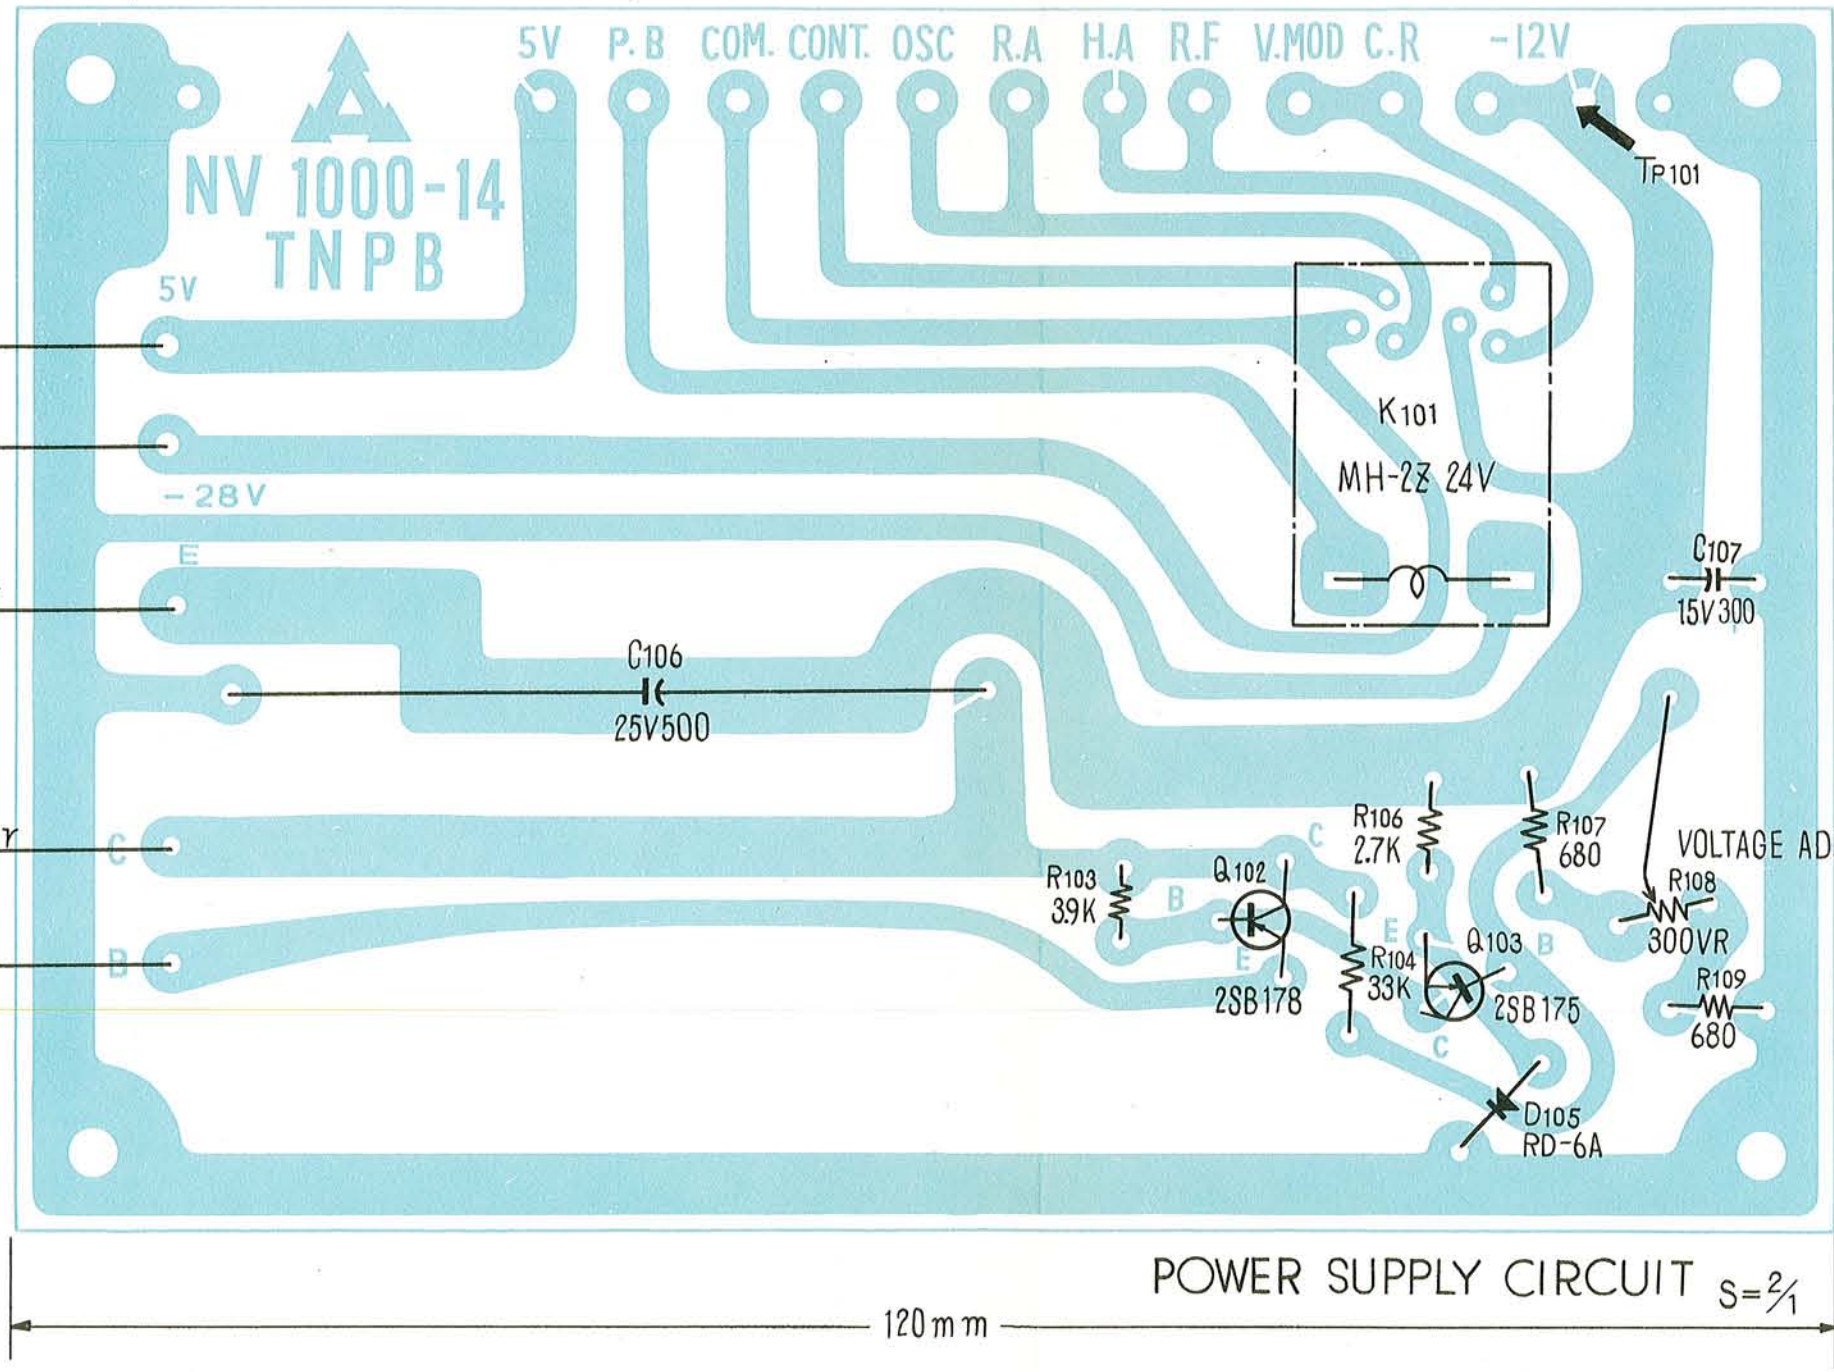 5V P.B COM. CONT. OSC R.A H.A R.F V.MOD C.R -12V
TP101
NV 1000-14
TNPB
5V
K101
MH-2Z 24V
-28V
E
C107
15V 300
C106
25V500
r
C
R106
2.7K
C
R107
680
VOLTAGE AD
R103
3.9K
B
Q102
R108
300VR
E
Q103
B
B
E
R104
33K
2SB178
2SB175
R109
680
C
D105
RD-6A
POWER SUPPLY CIRCUIT S=2/1
120mm